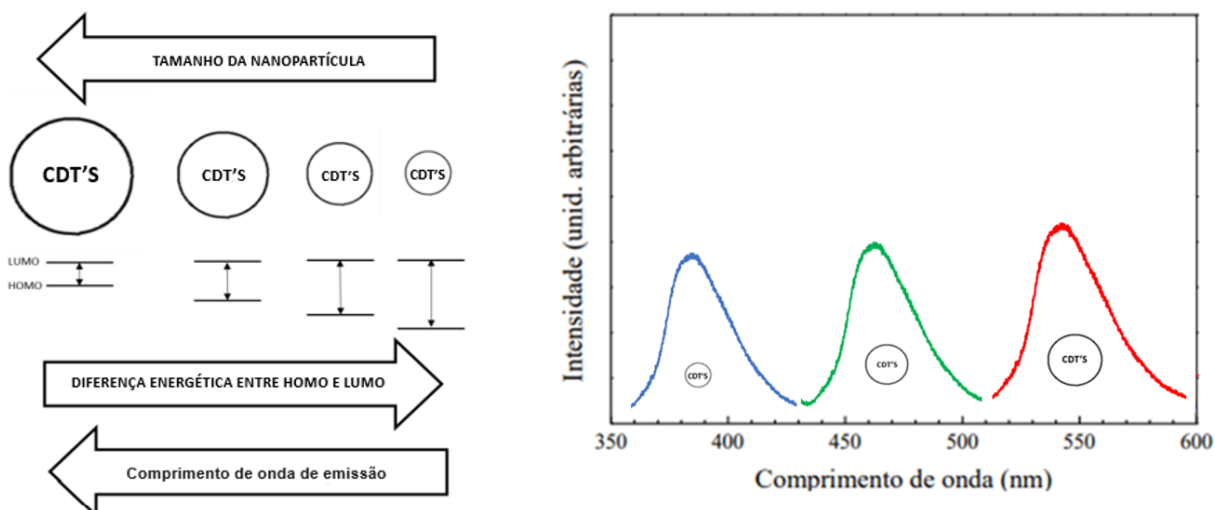 TAMANHO DA NANOPARTÍCULA
CDT'S
CDT'S
CDT'S
CDT'S
LUMO
HOMO
DIFERENÇA ENERGÉTICA ENTRE HOMO E LUMO
Comprimento de onda de emissão
Intensidade (unid. arbitrárias)
CDT'S
CDT'S
CDT'S
350
400
450
500
550
600
Comprimento de onda (nm)